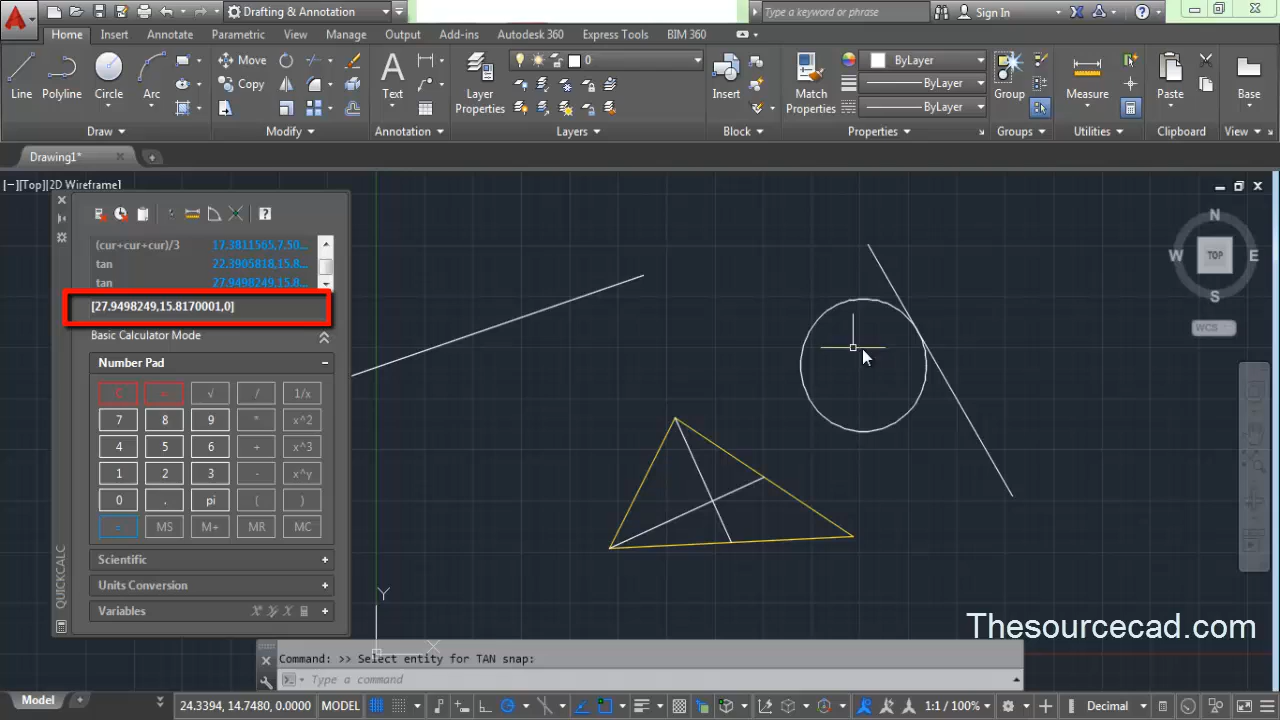 Drafting & Annotation
Type a keyword or phrase
Sign In
Home Insert Annotate Parametric View Manage Output Add-ins Autodesk 360 Express Tools BIM 360
Line Polyline Circle Arc
Move
Copy
Text
Layer
Properties
0
Insert
Match
Properties
ByLayer
ByLayer
ByLayer
Group
Measure
Paste
Base
Draw Modify Annotation Layers Block Properties Groups Utilities Clipboard View
Drawing1*
[−][Top][2D Wireframe]
(cur+cur+cur)/3 17.3811565,7.50...
tan 22.3905818,15.8...
tan 27.9498249,15.8...
[27.9498249,15.8170001,0]
Basic Calculator Mode
Number Pad
C √ / 1/x
7 8 9 * x^2
4 5 6 + x^3
1 2 3 - x^y
0 . pi ( )
= MS M+ MR MC
Scientific
Units Conversion
Variables
QUICKCALC
N
W TOP E
S
WCS
Y
X
Thesourcecad.com
Command: >> Select entity for TAN snap:
Type a command
Model
24.3394, 14.7480, 0.0000 MODEL 1:1 / 100% Decimal